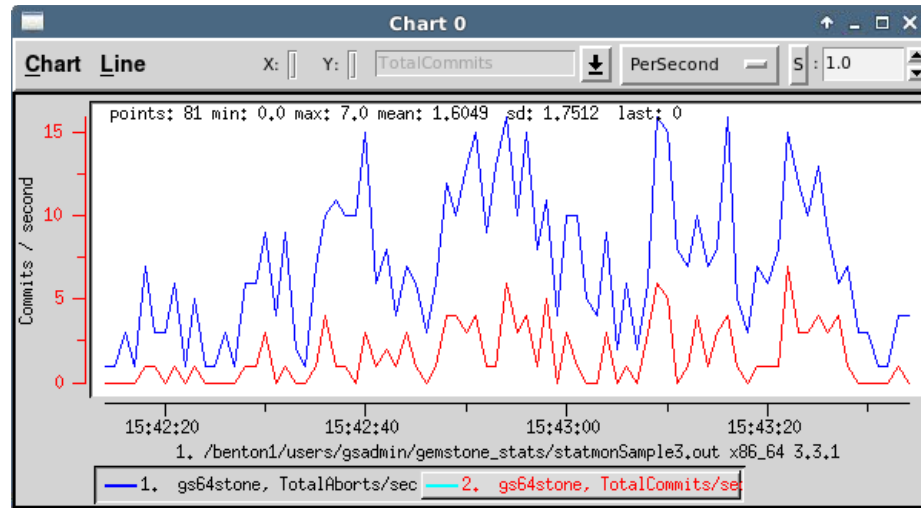 Chart 0
Chart Line X: Y: TotalCommits PerSecond S : 1.0
points: 81 min: 0.0 max: 7.0 mean: 1.6049 sd: 1.7512 last: 0
15
10
5
0
Commits / second
15:42:20 15:42:40 15:43:00 15:43:20
1. /benton1/users/gsadmin/gemstone_stats/statmonSample3.out x86_64 3.3.1
1. gs64stone, TotalAborts/sec 2. gs64stone, TotalCommits/se